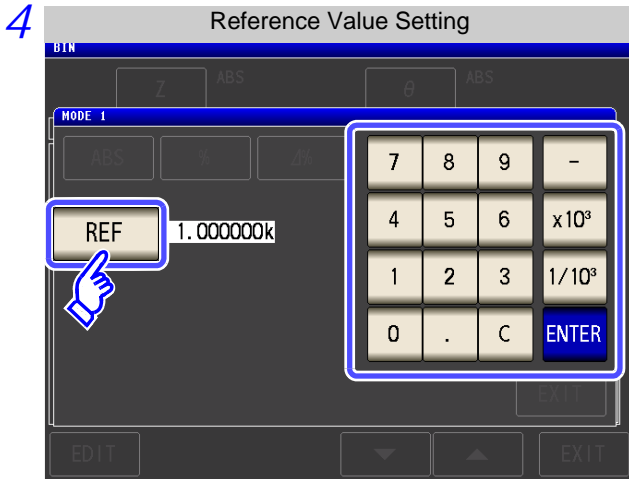 4 Reference Value Setting
BIN
Z ABS θ ABS
MODE 1
ABS % Δ%
7 8 9 −
REF 1.000000k
4 5 6 x10³
1 2 3 1/10³
0 . C ENTER
EXIT
EDIT ▼ ▲ EXIT